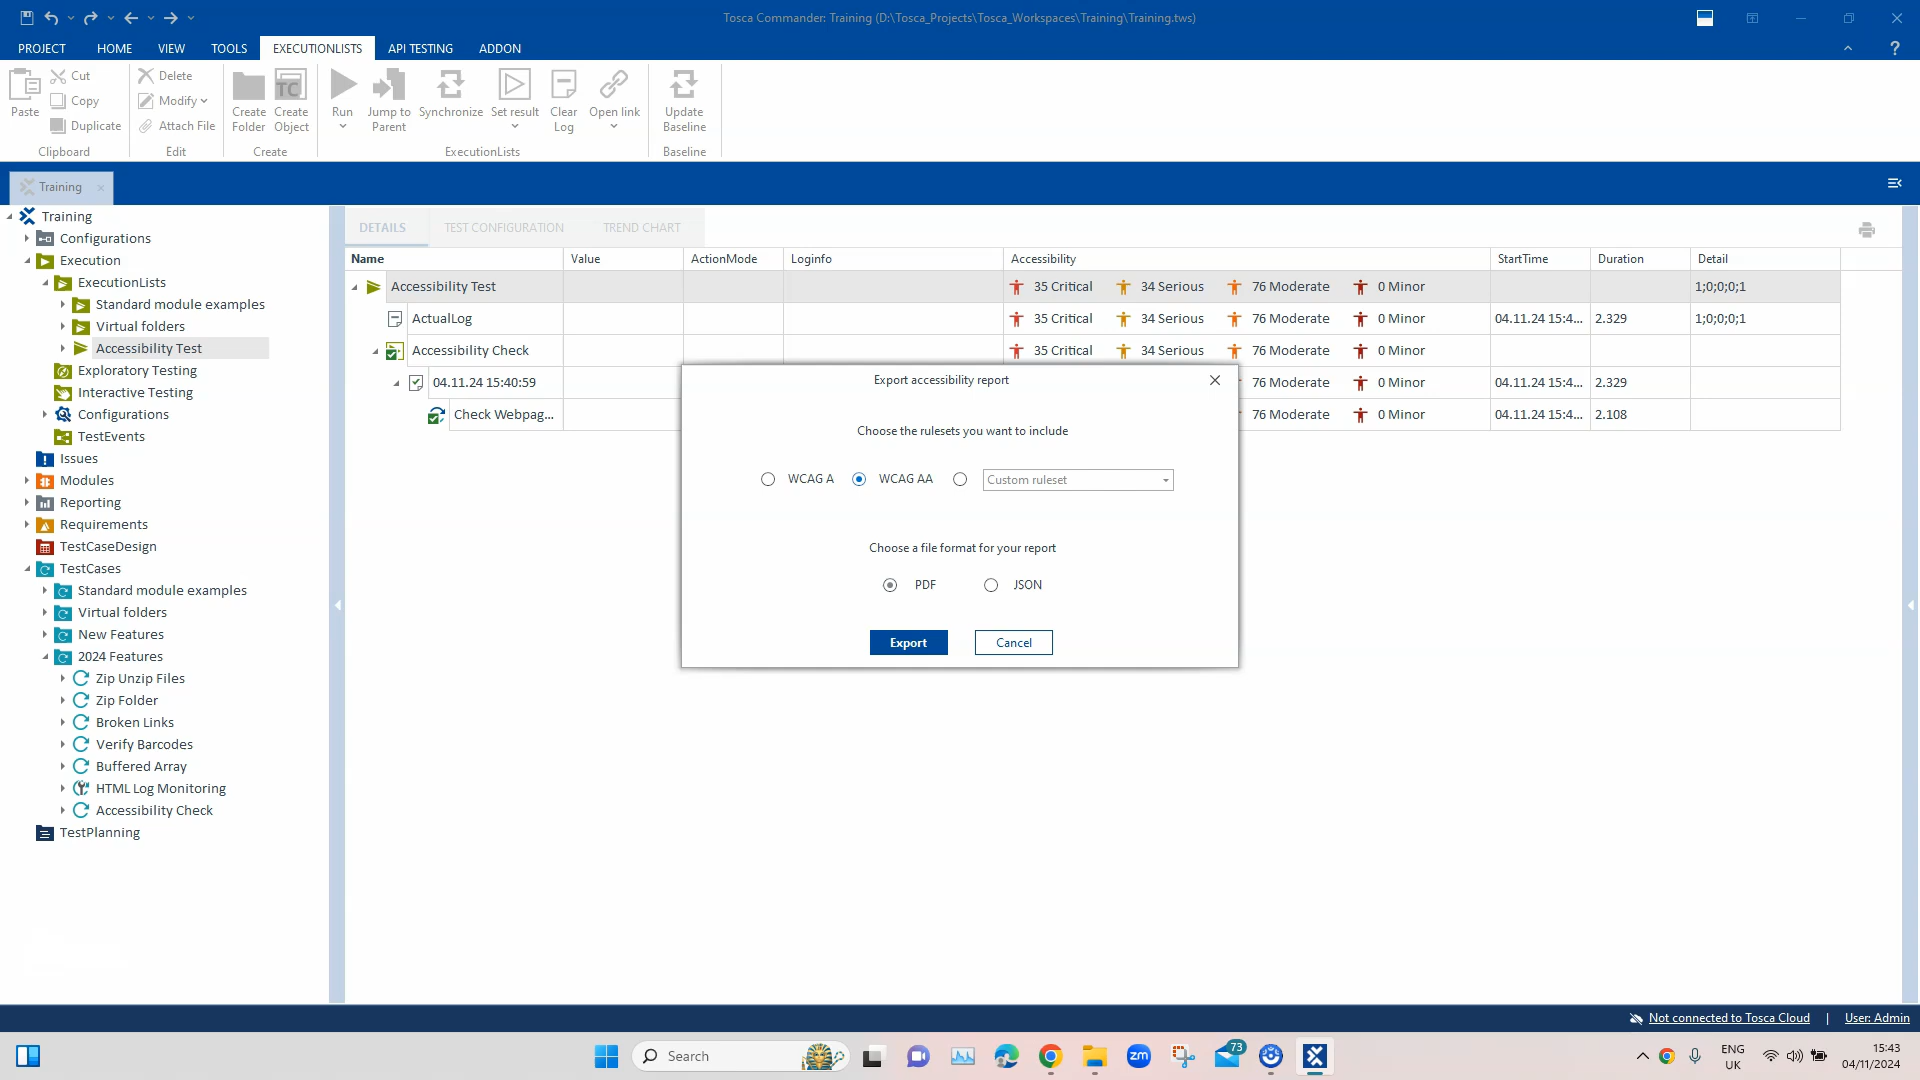 Tosca Commander: Training (D:\Tosca_Projects\Tosca_Workspaces\Training\Training.tws)
PROJECT HOME VIEW TOOLS EXECUTIONLISTS API TESTING ADDON ?
Paste
Cut
Copy
Duplicate
Clipboard
Delete
Modify
Attach File
Edit
Create Folder
TC
Create Object
Create
Run
Jump to Parent
Synchronize
Set result
Clear Log
Open link
ExecutionLists
Update Baseline
Baseline
Training
Training
Configurations
Execution
ExecutionLists
Standard module examples
Virtual folders
Accessibility Test
Exploratory Testing
Interactive Testing
Configurations
TestEvents
Issues
Modules
Reporting
Requirements
TestCaseDesign
TestCases
Standard module examples
Virtual folders
New Features
2024 Features
Zip Unzip Files
Zip Folder
Broken Links
Verify Barcodes
Buffered Array
HTML Log Monitoring
Accessibility Check
TestPlanning
DETAILS TEST CONFIGURATION TREND CHART
Name Value ActionMode Loginfo Accessibility StartTime Duration Detail
Accessibility Test 35 Critical 34 Serious 76 Moderate 0 Minor 1;0;0;0;1
ActualLog 35 Critical 34 Serious 76 Moderate 0 Minor 04.11.24 15:4... 2.329 1;0;0;0;1
Accessibility Check 35 Critical 34 Serious 76 Moderate 0 Minor
04.11.24 15:40:59 76 Moderate 0 Minor 04.11.24 15:4... 2.329
Check Webpag... 76 Moderate 0 Minor 04.11.24 15:4... 2.108
Export accessibility report
Choose the rulesets you want to include
WCAG A WCAG AA Custom ruleset
Choose a file format for your report
PDF JSON
Export Cancel
Not connected to Tosca Cloud | User: Admin
Search
zm
73
ENG
UK
15:43
04/11/2024